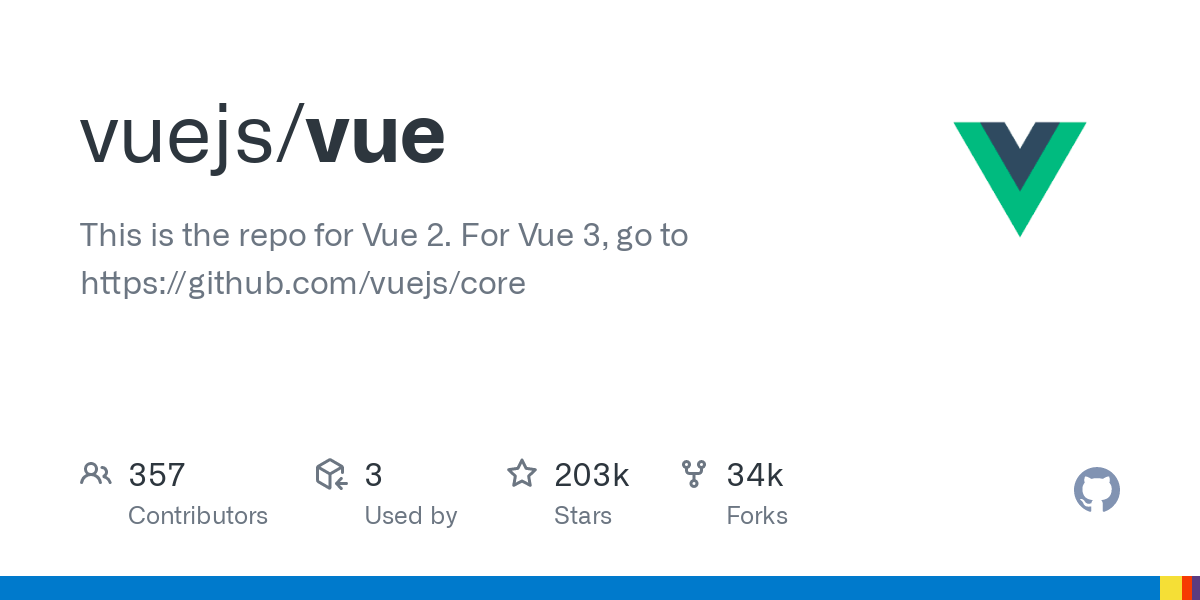 vuejs/vue
This is the repo for Vue 2. For Vue 3, go to
https://github.com/vuejs/core
357 3 203k 34k
Contributors Used by Stars Forks